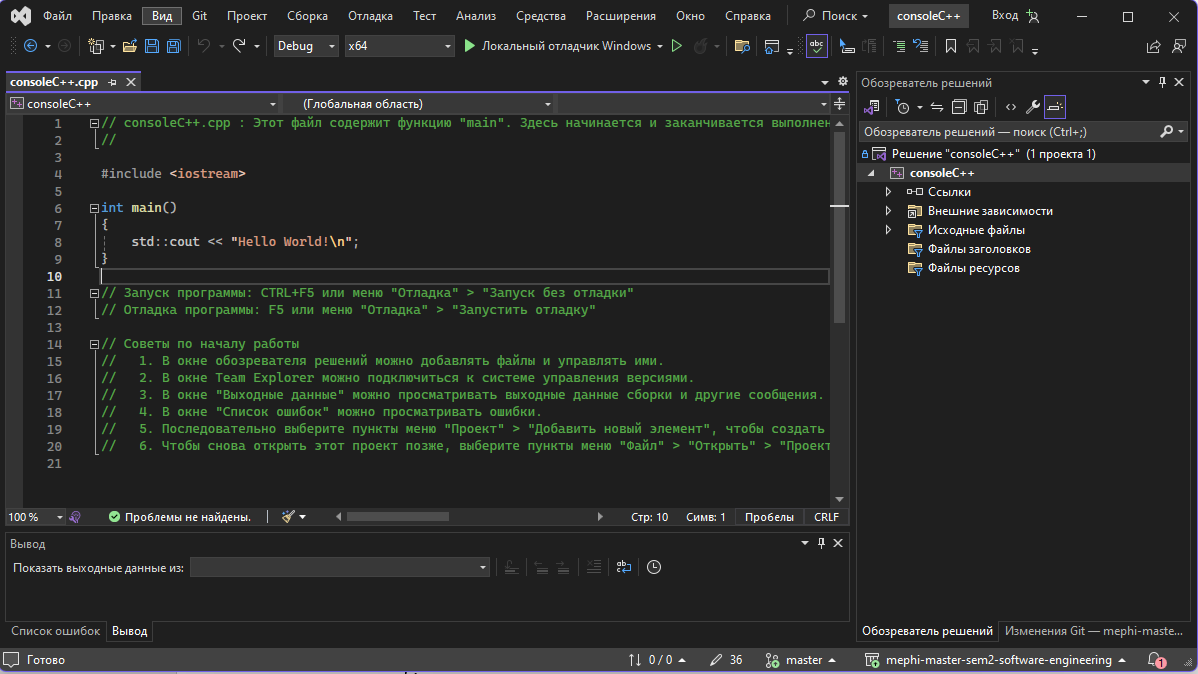 Файл Правка Вид Git Проект Сборка Отладка Тест Анализ Средства Расширения Окно Справка Поиск consoleC++ Вход
Debug x64 Локальный отладчик Windows abc
consoleC++.cpp
consoleC++ (Глобальная область)
1 // consoleC++.cpp : Этот файл содержит функцию "main". Здесь начинается и заканчивается выполнен
2 //
3
4 #include <iostream>
5
6 int main()
7 {
8 std::cout << "Hello World!\n";
9 }
10
11 // Запуск программы: CTRL+F5 или меню "Отладка" > "Запуск без отладки"
12 // Отладка программы: F5 или меню "Отладка" > "Запустить отладку"
13
14 // Советы по началу работы
15 // 1. В окне обозревателя решений можно добавлять файлы и управлять ими.
16 // 2. В окне Team Explorer можно подключиться к системе управления версиями.
17 // 3. В окне "Выходные данные" можно просматривать выходные данные сборки и другие сообщения.
18 // 4. В окне "Список ошибок" можно просматривать ошибки.
19 // 5. Последовательно выберите пункты меню "Проект" > "Добавить новый элемент", чтобы создать
20 // 6. Чтобы снова открыть этот проект позже, выберите пункты меню "Файл" > "Открыть" > "Проект
21
100 % Проблемы не найдены. Стр: 10 Симв: 1 Пробелы CRLF
Вывод
Показать выходные данные из:
Список ошибок Вывод
Обозреватель решений
Обозреватель решений — поиск (Ctrl+;)
Решение "consoleC++" (1 проекта 1)
consoleC++
Ссылки
Внешние зависимости
Исходные файлы
Файлы заголовков
Файлы ресурсов
Обозреватель решений Изменения Git — mephi-maste...
Готово 0 / 0 36 master mephi-master-sem2-software-engineering 1